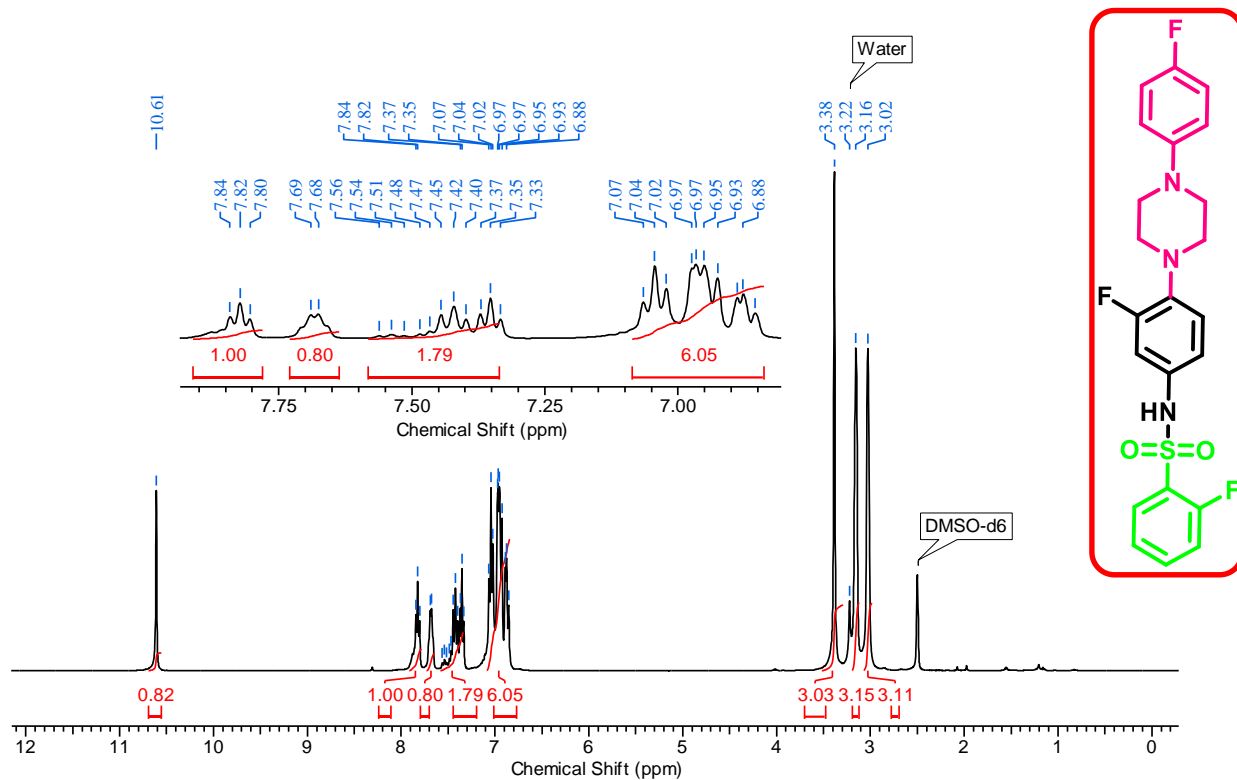 Water
10.61
7.84
7.82
7.37
7.35
7.07
7.04
7.02
6.97
6.97
6.95
6.93
6.88
3.38
3.22
3.16
3.02
7.84
7.82
7.80
7.69
7.68
7.56
7.54
7.51
7.48
7.47
7.45
7.42
7.40
7.37
7.35
7.33
7.07
7.04
7.02
6.97
6.97
6.95
6.93
6.88
1.00 0.80 1.79 6.05
7.75 7.50 7.25 7.00
Chemical Shift (ppm)
DMSO-d6
0.82 1.00 0.80 1.79 6.05 3.03 3.15 3.11
12 11 10 9 8 7 6 5 4 3 2 1 0
Chemical Shift (ppm)
F
N
N
F
HN
O=S=O
F